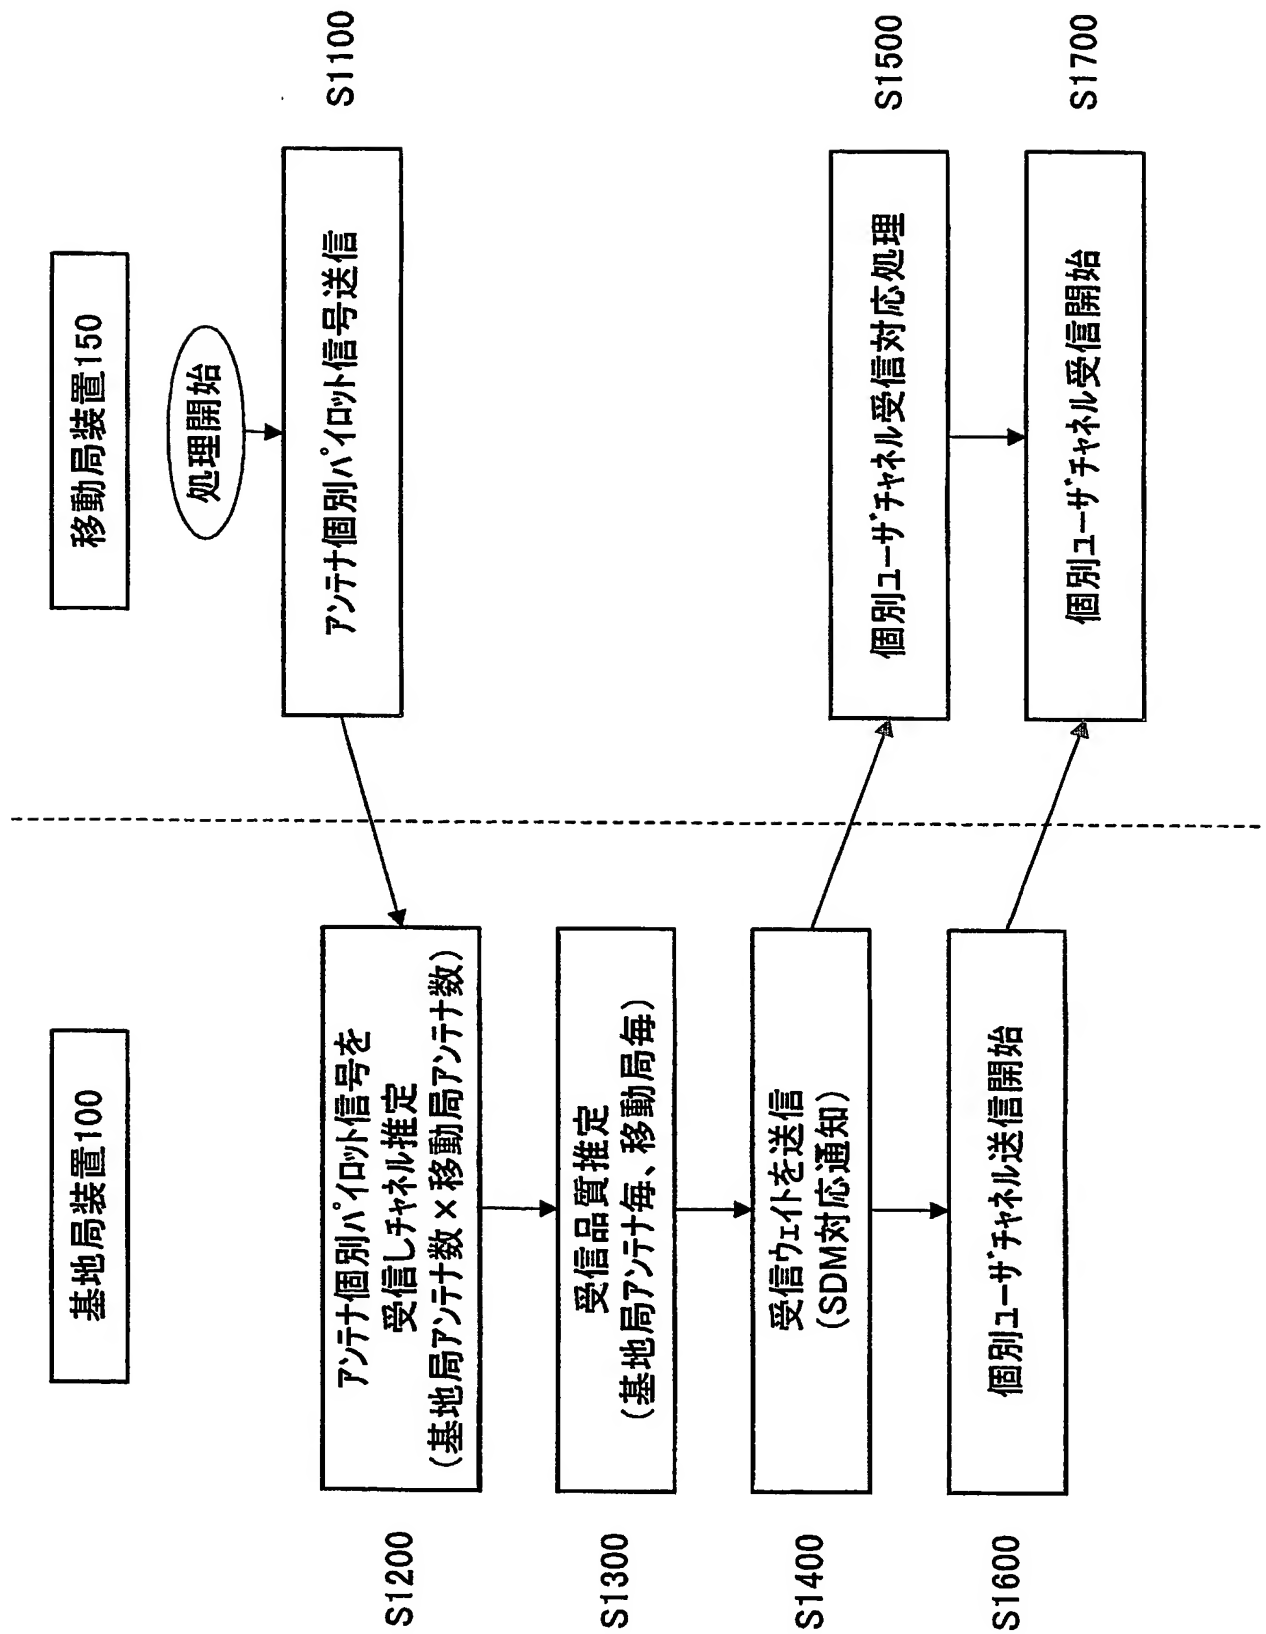 基地局装置100
移動局装置150
処理開始
アンテナ個別パイロット信号送信
S1100
S1200
アンテナ個別パイロット信号を
受信しチャネル推定
(基地局アンテナ数×移動局アンテナ数)
S1300
受信品質推定
(基地局アンテナ毎、移動局毎)
S1400
受信ウェイトを送信
(SDM対応通知)
個別ユーザチャネル受信対応処理
S1500
S1600
個別ユーザチャネル送信開始
個別ユーザチャネル受信開始
S1700